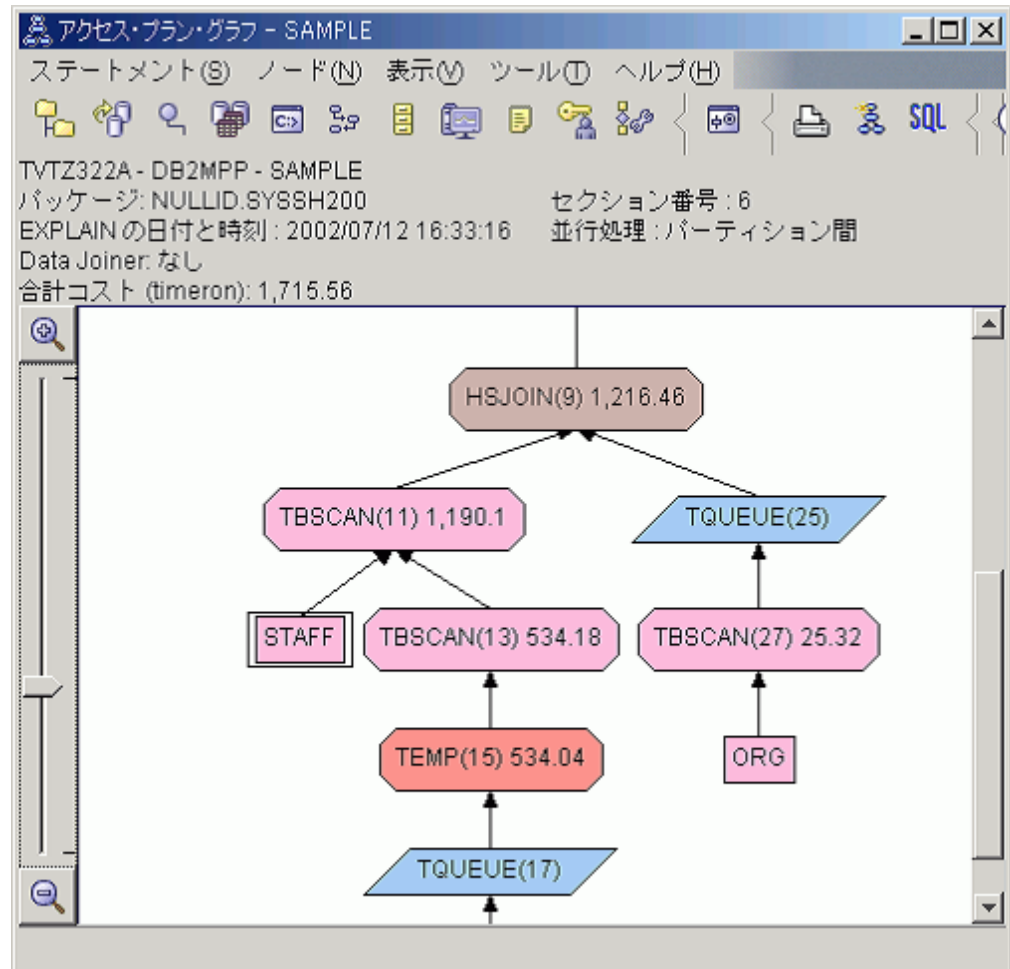 アクセス・プラン・グラフ - SAMPLE
ステートメント(S) ノード(N) 表示(V) ツール(T) ヘルプ(H)
C:> SQL
TVTZ322A - DB2MPP - SAMPLE
パッケージ: NULLID.SYSSH200 セクション番号 : 6
EXPLAIN の日付と時刻 : 2002/07/12 16:33:16 並行処理 : パーティション間
Data Joiner: なし
合計コスト (timeron): 1,715.56
HSJOIN(9) 1,216.46
TBSCAN(11) 1,190.1 TQUEUE(25)
STAFF TBSCAN(13) 534.18 TBSCAN(27) 25.32
TEMP(15) 534.04 ORG
TQUEUE(17)